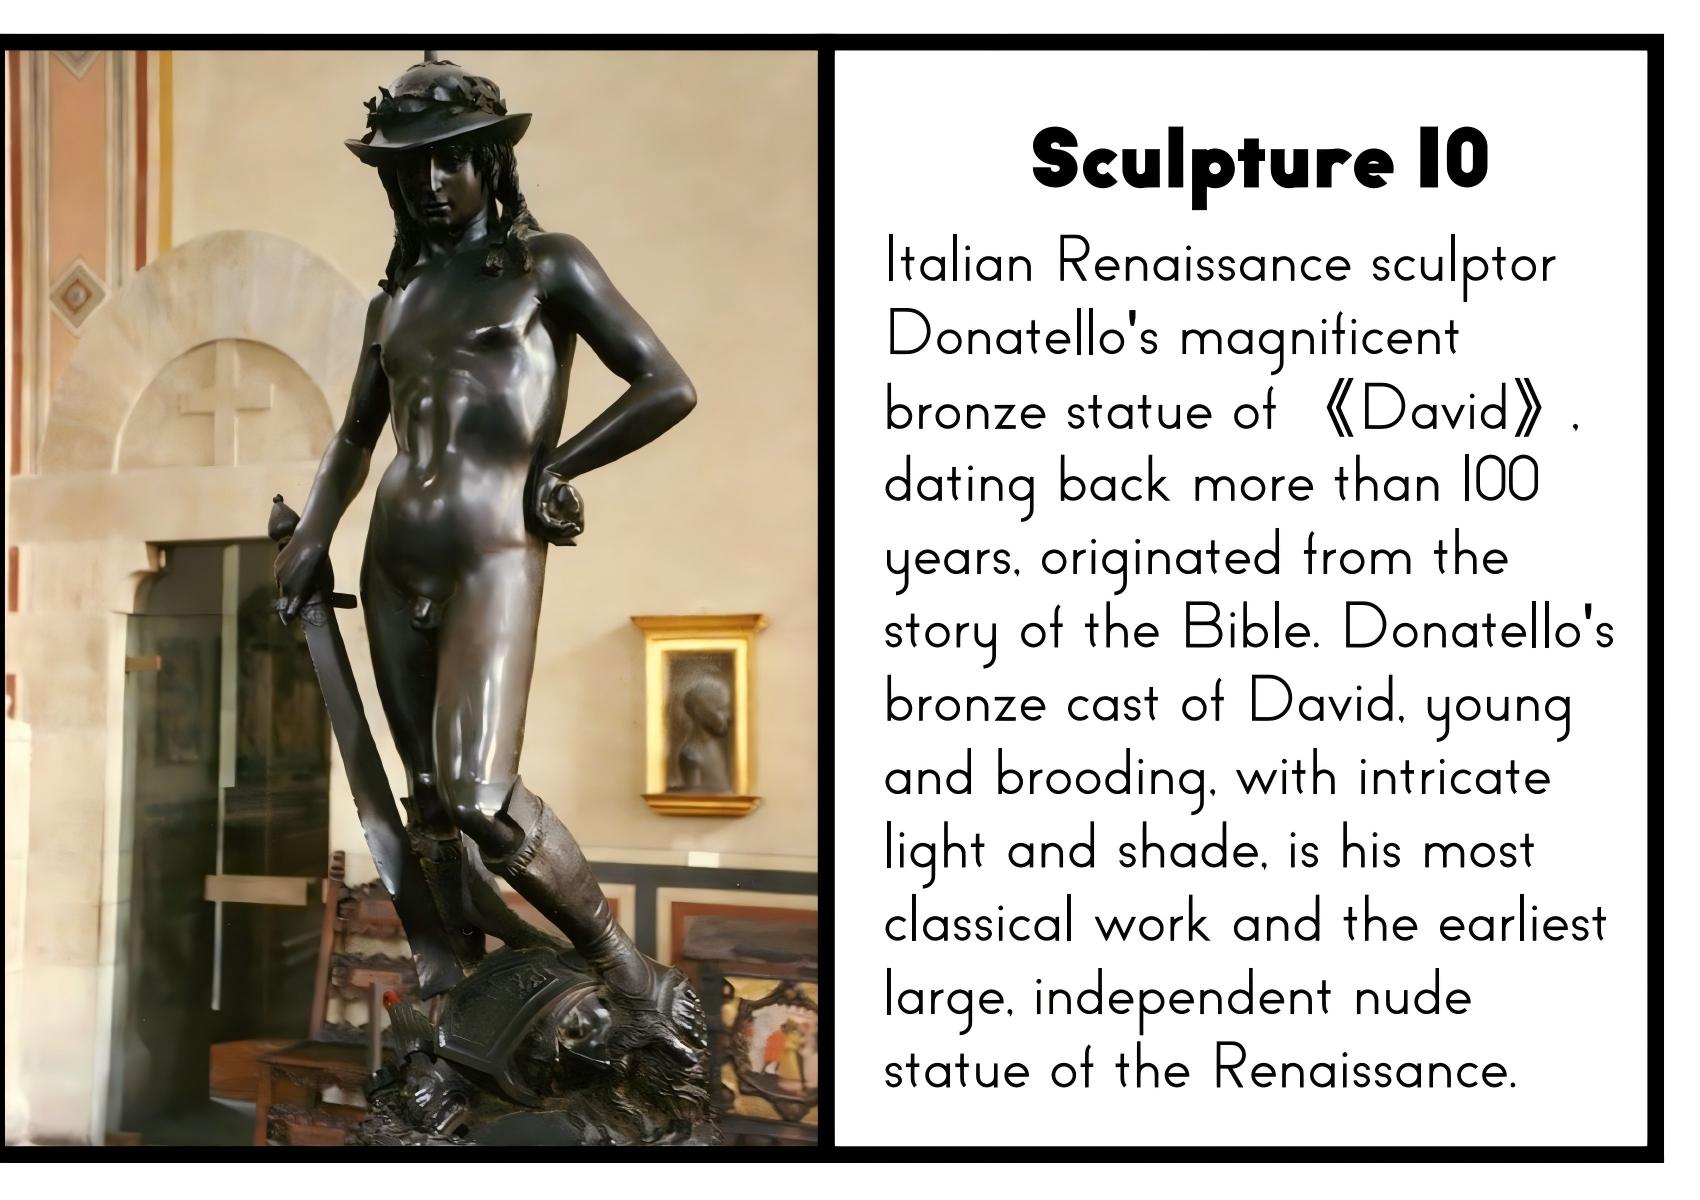 Sculpture 10
Italian Renaissance sculptor
Donatello's magnificent
bronze statue of 《David》 ,
dating back more than 100
years, originated from the
story of the Bible. Donatello's
bronze cast of David, young
and brooding, with intricate
light and shade, is his most
classical work and the earliest
large, independent nude
statue of the Renaissance.